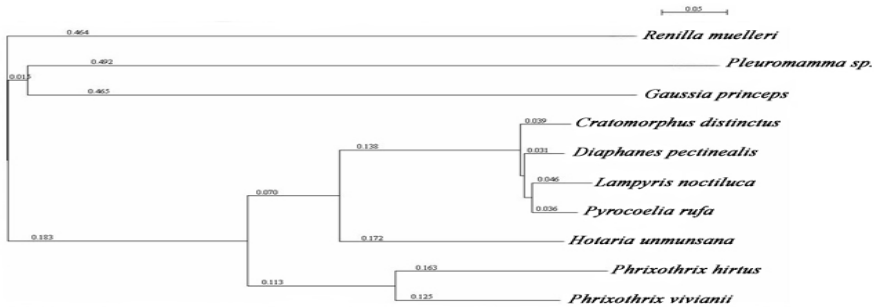 0.05
0.464 Renilla muelleri
0.492 Pleuromamma sp.
0.015
0.465 Gaussia princeps
0.039 Cratomorphus distinctus
0.138
0.031 Diaphanes pectinealis
0.046 Lampyris noctiluca
0.070
0.036 Pyrocoelia rufa
0.183
0.172 Hotaria unmunsana
0.163 Phrixothrix hirtus
0.113
0.125 Phrixothrix vivianii